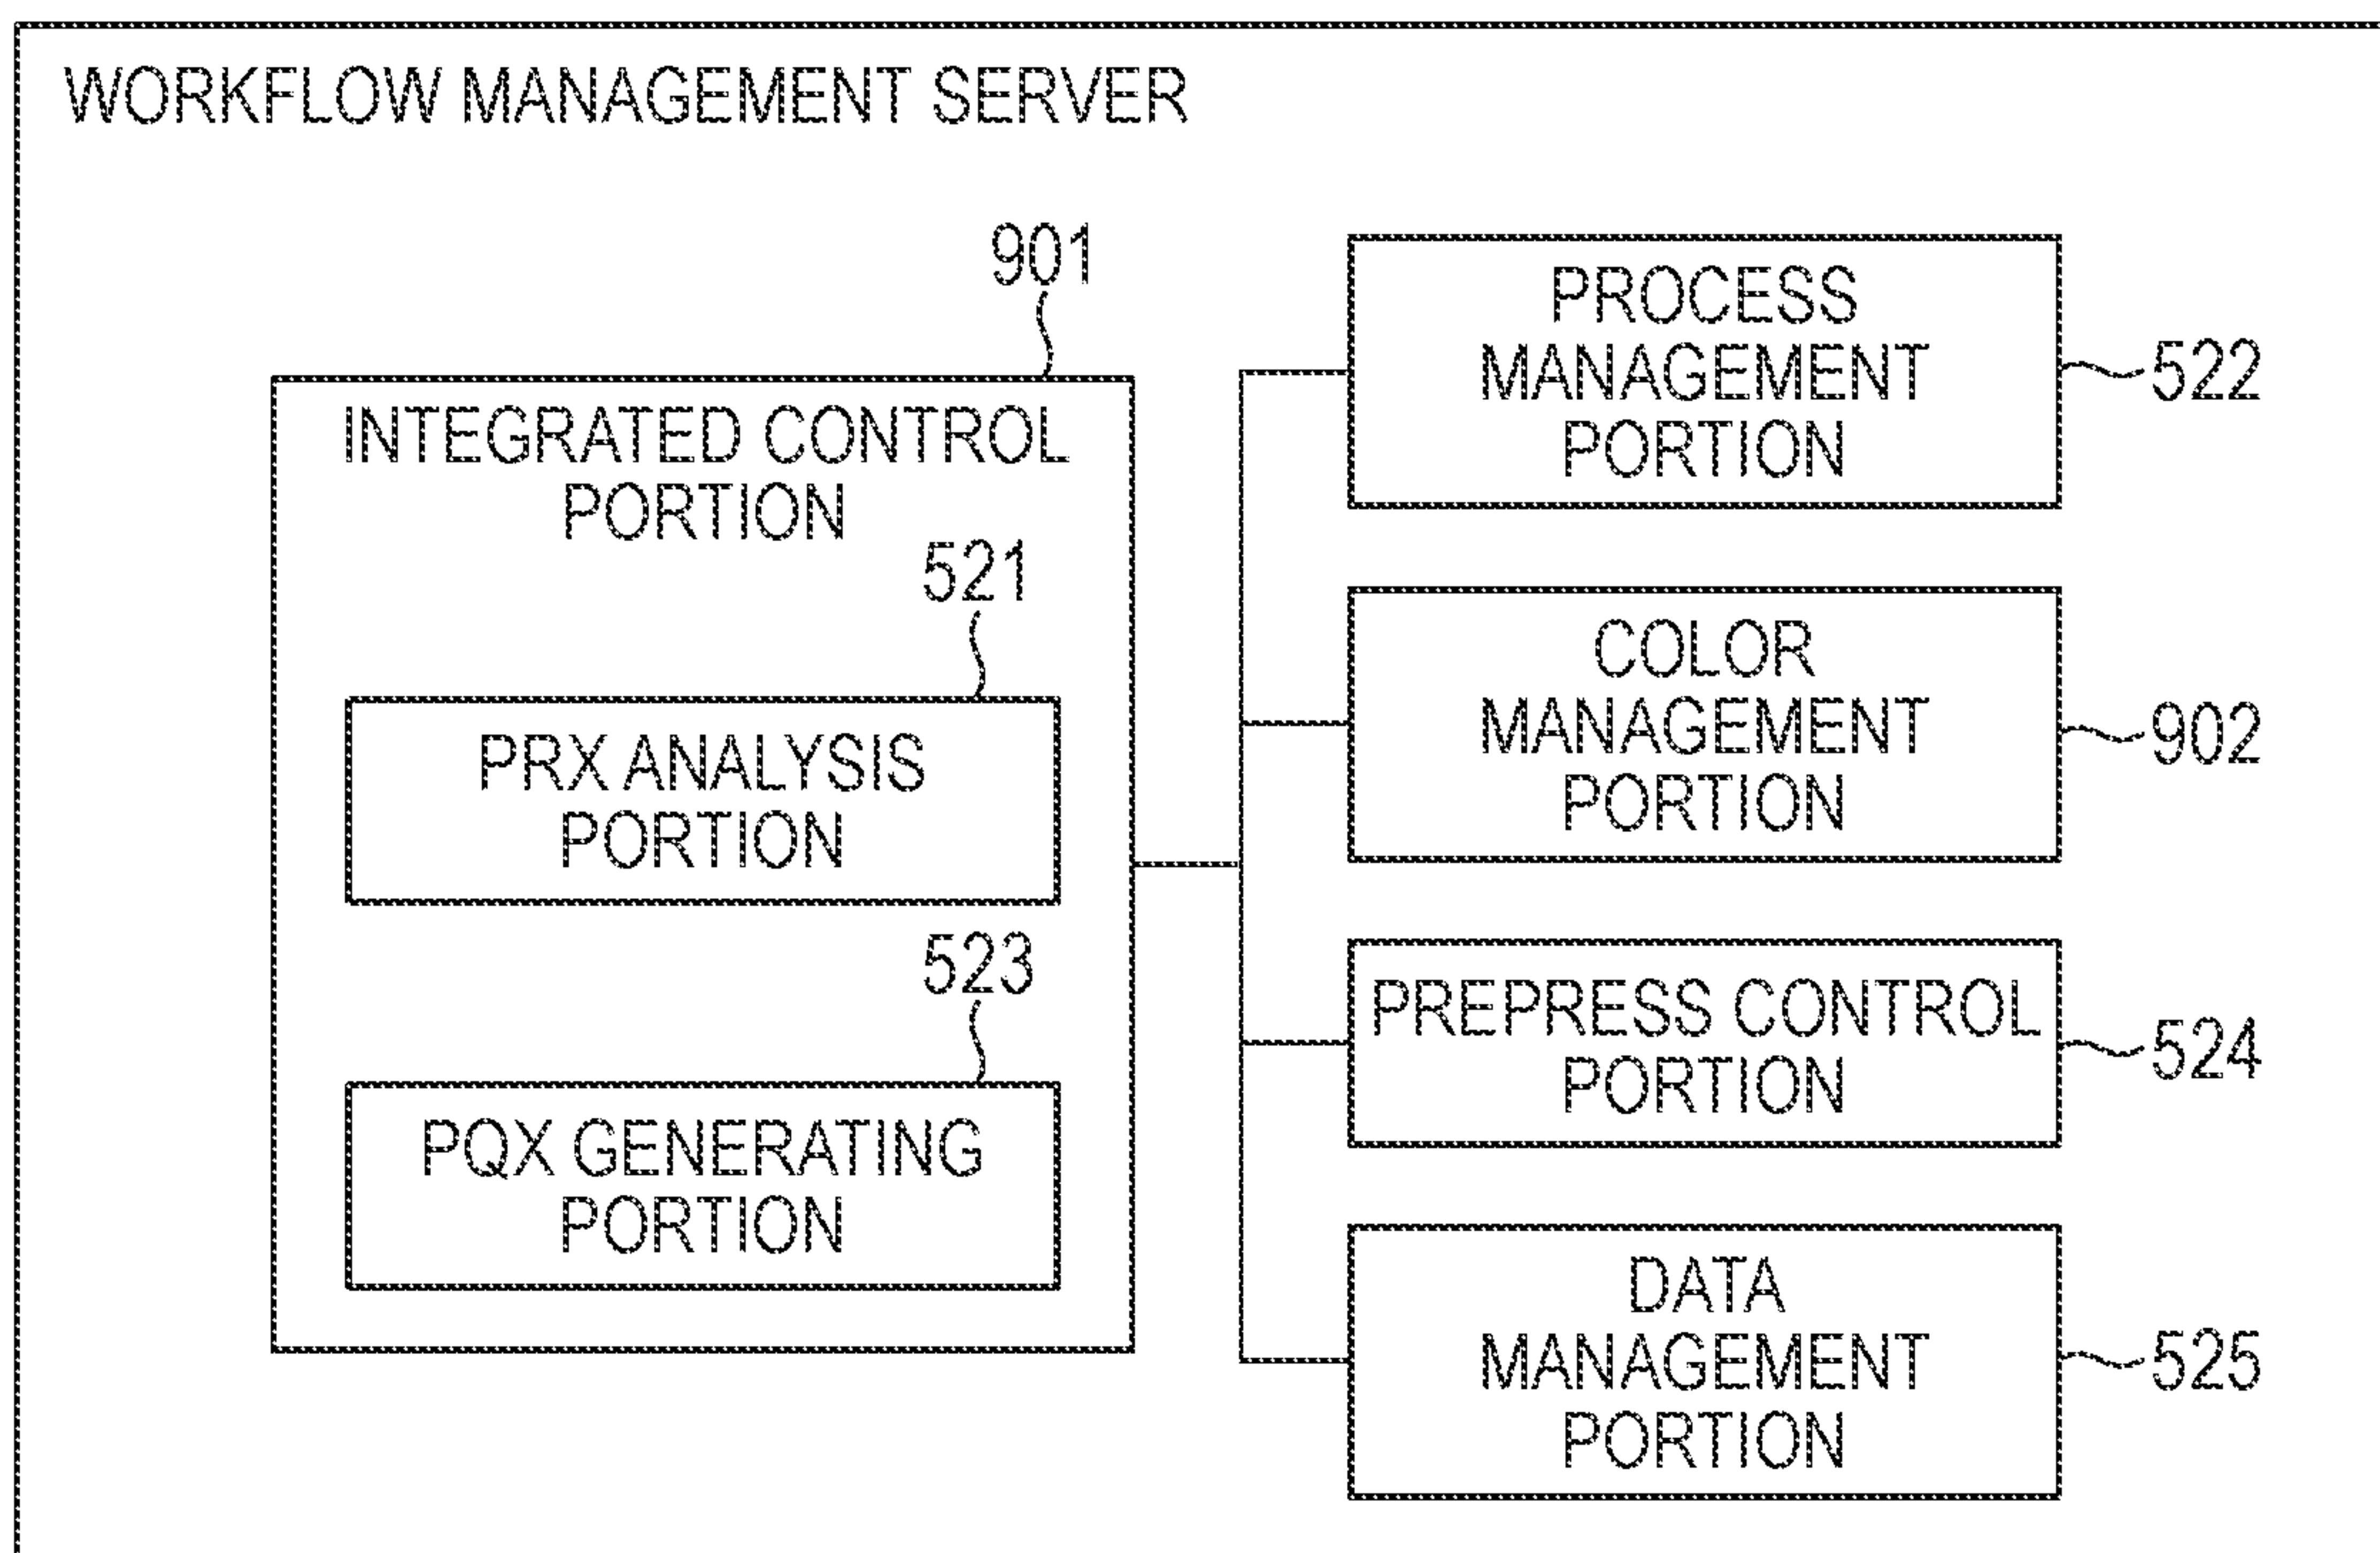 WORKFLOW MANAGEMENT SERVER
901
INTEGRATED CONTROL
PORTION
521
PRX ANALYSIS
PORTION
523
PQX GENERATING
PORTION
PROCESS
MANAGEMENT
PORTION
522
COLOR
MANAGEMENT
PORTION
902
PREPRESS CONTROL
PORTION
524
DATA
MANAGEMENT
PORTION
525